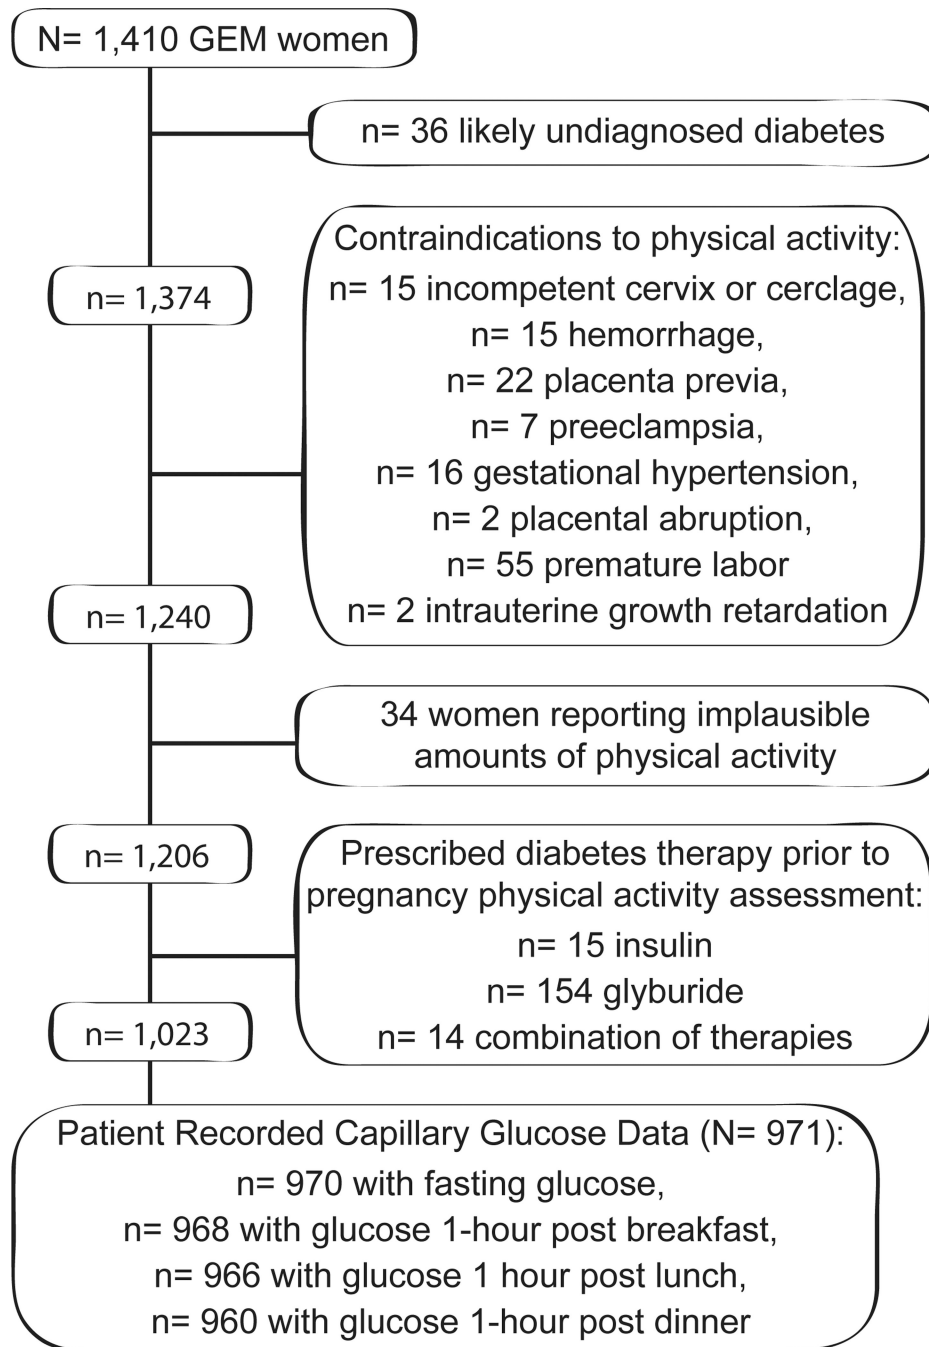 N= 1,410 GEM women
n= 36 likely undiagnosed diabetes
n= 1,374
Contraindications to physical activity:
n= 15 incompetent cervix or cerclage,
n= 15 hemorrhage,
n= 22 placenta previa,
n= 7 preeclampsia,
n= 16 gestational hypertension,
n= 2 placental abruption,
n= 55 premature labor
n= 2 intrauterine growth retardation
n= 1,240
34 women reporting implausible
amounts of physical activity
n= 1,206
Prescribed diabetes therapy prior to
pregnancy physical activity assessment:
n= 15 insulin
n= 154 glyburide
n= 14 combination of therapies
n= 1,023
Patient Recorded Capillary Glucose Data (N= 971):
n= 970 with fasting glucose,
n= 968 with glucose 1-hour post breakfast,
n= 966 with glucose 1 hour post lunch,
n= 960 with glucose 1-hour post dinner